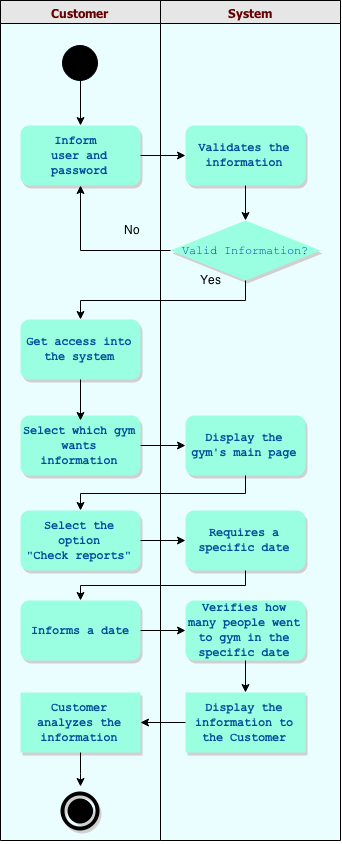 Customer
System
Inform
user and
password
Validates the
information
No
Valid Information?
Yes
Get access into
the system
Select which gym
wants
information
Display the
gym's main page
Select the
option
"Check reports"
Requires a
specific date
Informs a date
Verifies how
many people went
to gym in the
specific date
Customer
analyzes the
information
Display the
information to
the Customer